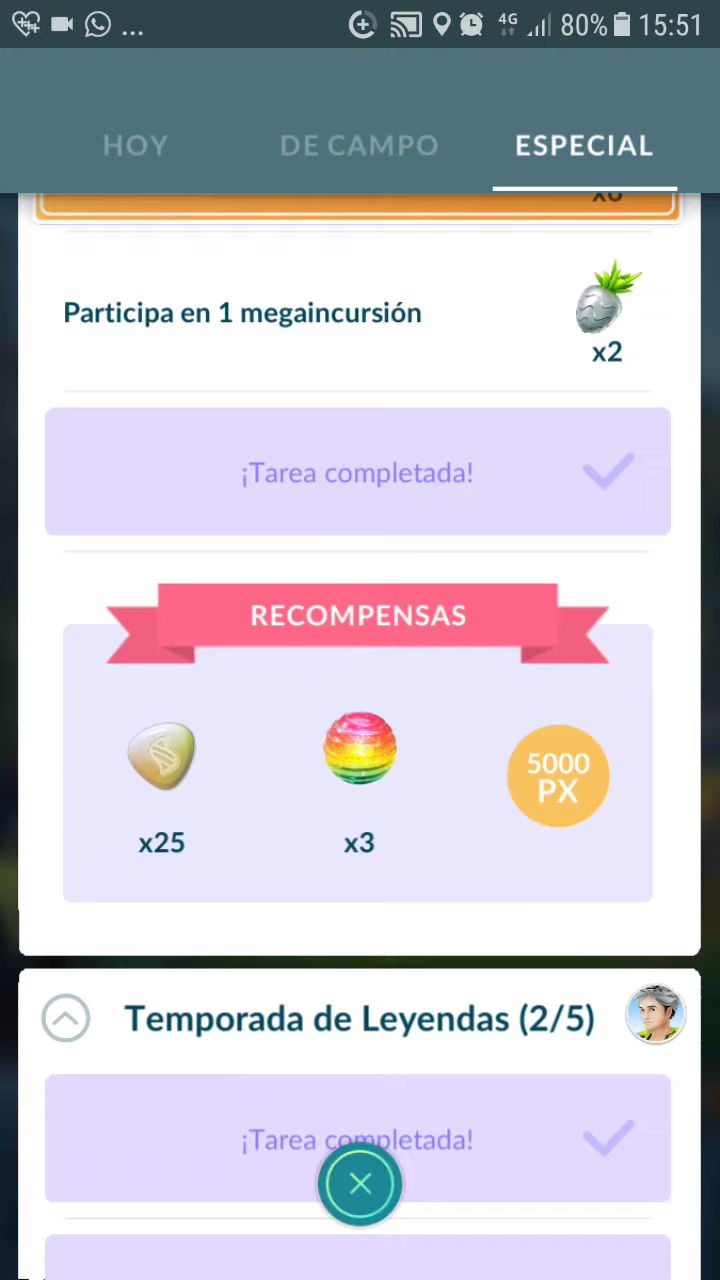 4G 80% 15:51
HOY DE CAMPO ESPECIAL
Participa en 1 megaincursión
x2
¡Tarea completada!
RECOMPENSAS
5000
PX
x25 x3
Temporada de Leyendas (2/5)
¡Tarea completada!